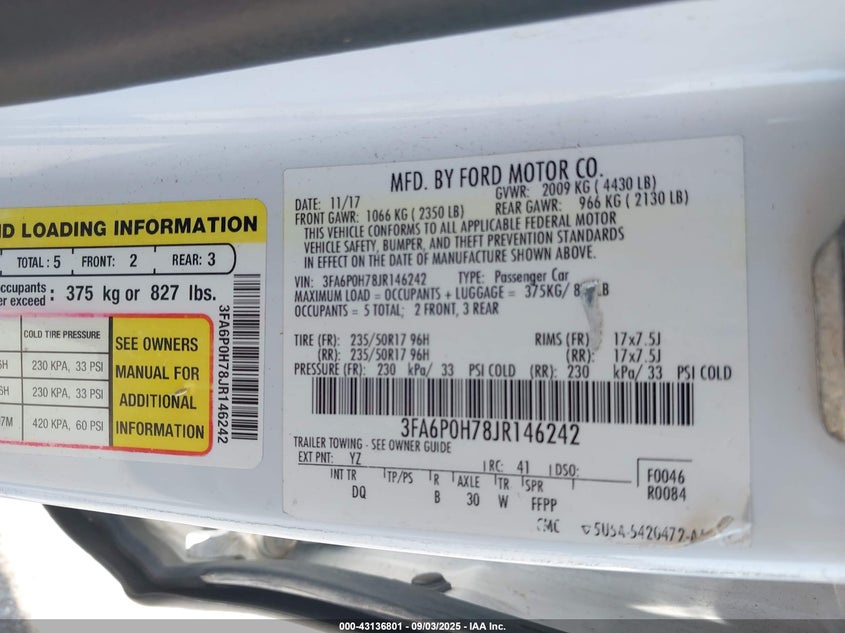 ND LOADING INFORMATION
TOTAL: 5 FRONT: 2 REAR: 3
375 kg or 827 lbs.
er exceed :
COLD TIRE PRESSURE
230 KPA, 33 PSI
230 KPA, 33 PSI
420 KPA, 60 PSI
SEE OWNERS
MANUAL FOR
ADDITIONAL
INFORMATION
3FA6P0H78JR146242
MFD. BY FORD MOTOR CO.
DATE: 11/17 GVWR: 2009 KG ( 4430 LB)
FRONT GAWR: 1066 KG ( 2350 LB) REAR GAWR: 966 KG ( 2130 LB)
THIS VEHICLE CONFORMS TO ALL APPLICABLE FEDERAL MOTOR
VEHICLE SAFETY, BUMPER, AND THEFT PREVENTION STANDARDS
IN EFFECT ON THE DATE OF MANUFACTURE SHOWN ABOVE.
VIN: 3FA6P0H78JR146242 TYPE: Passenger Car
MAXIMUM LOAD = OCCUPANTS + LUGGAGE = 375KG/
OCCUPANTS = 5 TOTAL; 2 FRONT, 3 REAR
TIRE (FR): 235/50R17 96H RIMS (FR) 17x7.5J
(RR): 235/50R17 96H (RR): 17x7.5J
PRESSURE (FR): 230 kPa/ 33 PSI COLD (RR): 230 kPa/ 33 PSI COLD
3FA6P0H78JR146242
TRAILER TOWING - SEE OWNER GUIDE
EXT PNT: YZ RC: 41 DSO:
INT TR TP/PS R AXLE TR SPR
DQ B 30 W FFPP
F0046
R0084
000-43136801 - 09/03/2025 - IAA Inc.